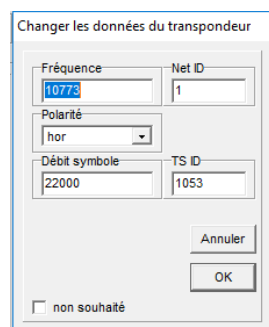 Changer les données du transpondeur
Fréquence Net ID
10773 1
Polarité
hor
Débit symbole TS ID
22000 1053
Annuler
OK
non souhaité